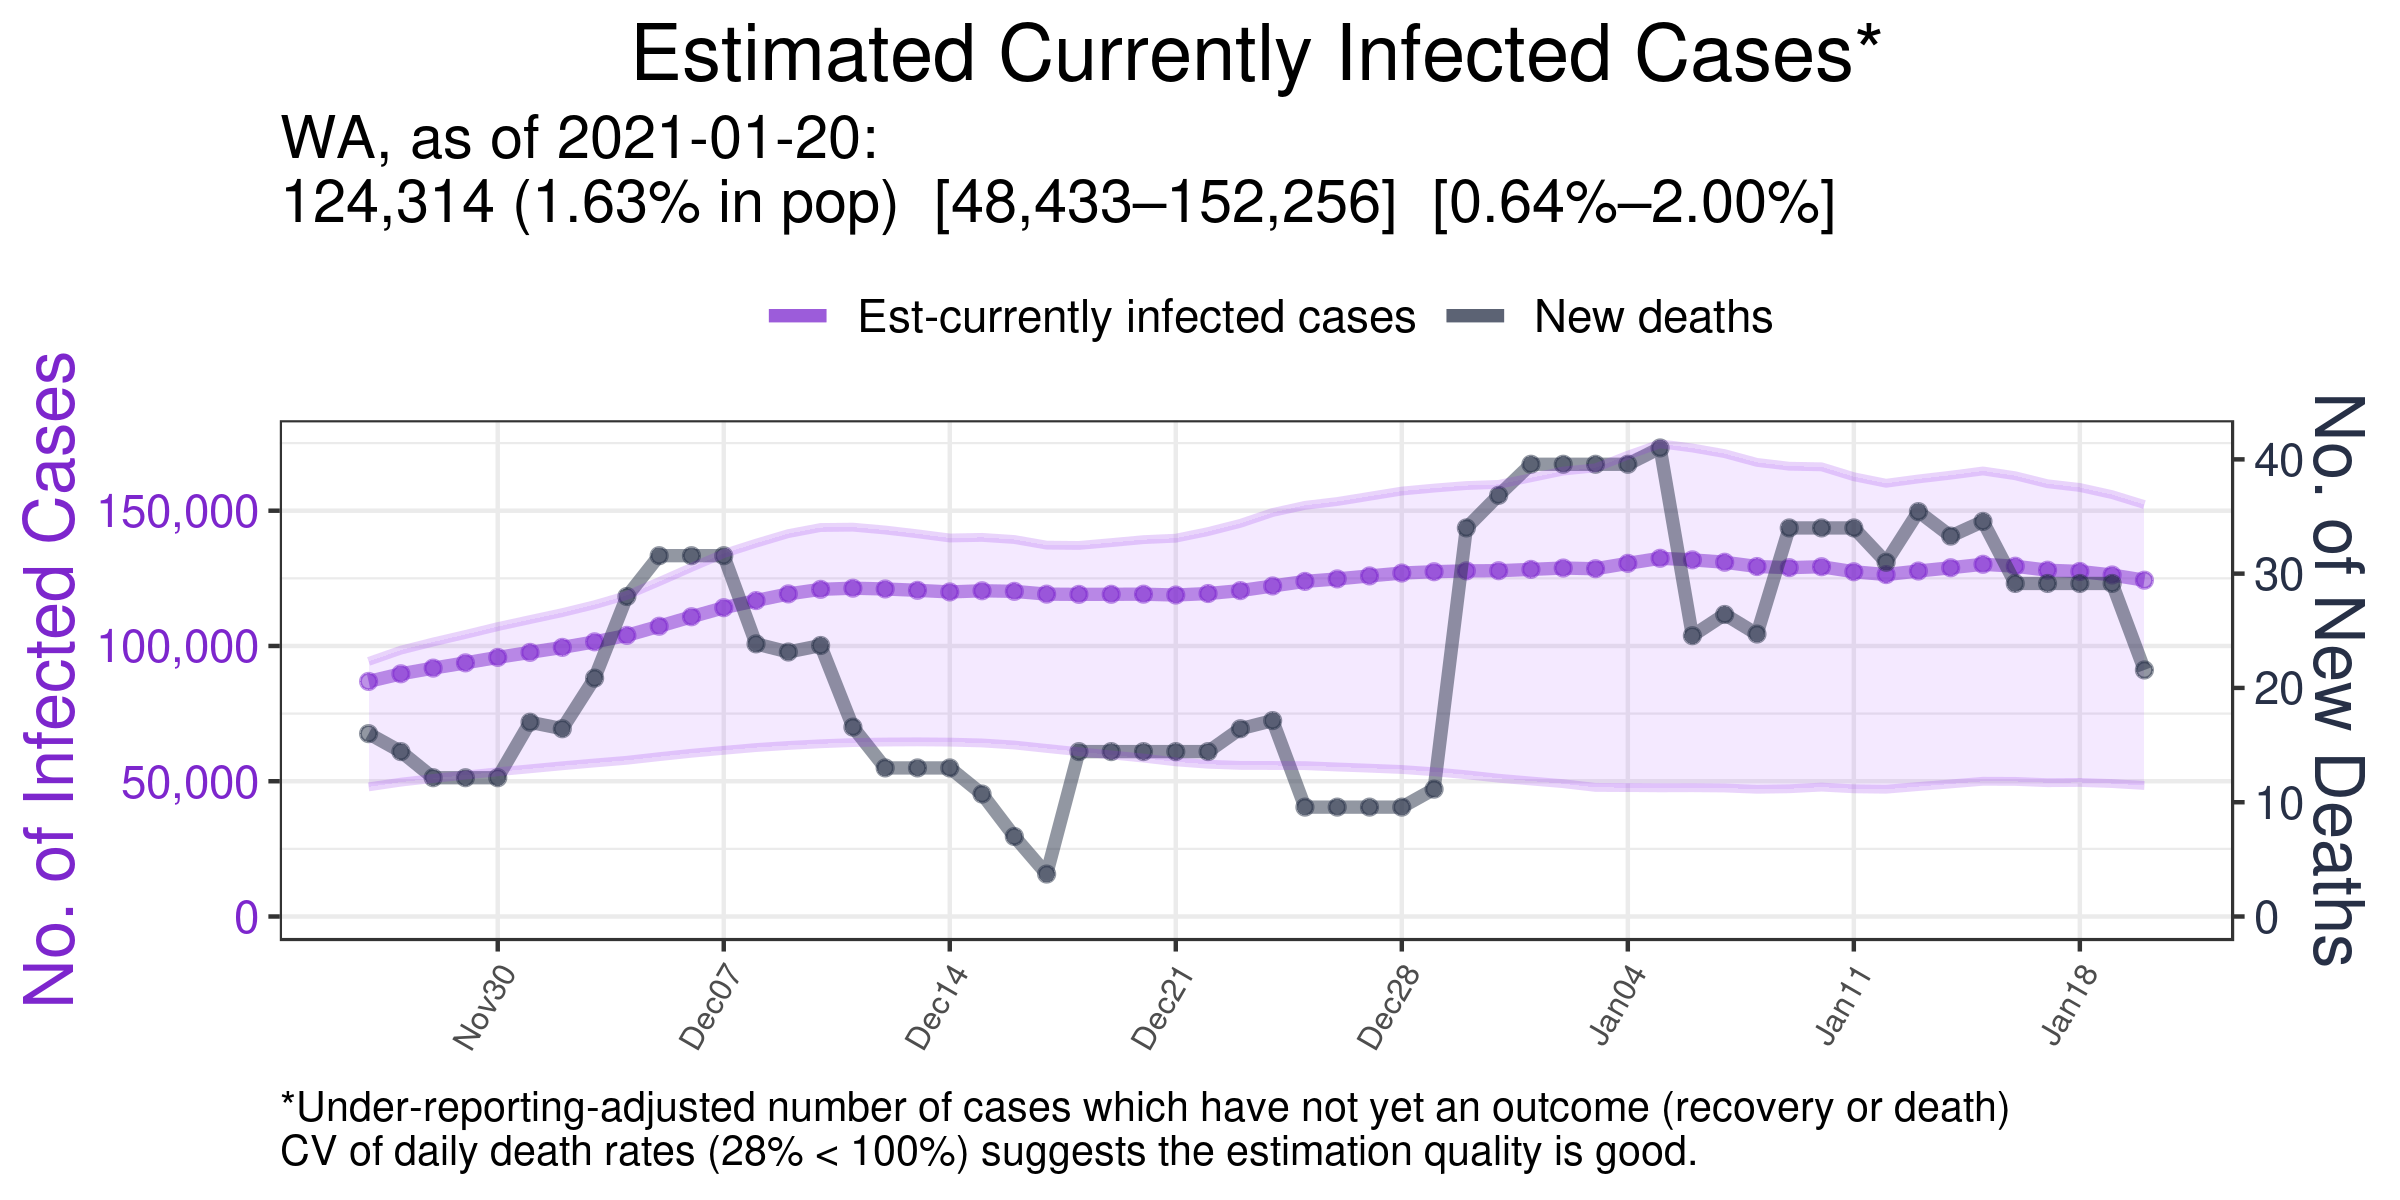 Estimated Currently Infected Cases*
WA, as of 2021-01-20:
124,314 (1.63% in pop)  [48,433–152,256]  [0.64%–2.00%]
Est-currently infected cases
New deaths
No. of Infected Cases
150,000
100,000
50,000
0
40
30
20
10
0
No. of New Deaths
Nov30
Dec07
Dec14
Dec21
Dec28
Jan04
Jan11
Jan18
*Under-reporting-adjusted number of cases which have not yet an outcome (recovery or death)
CV of daily death rates (28% < 100%) suggests the estimation quality is good.